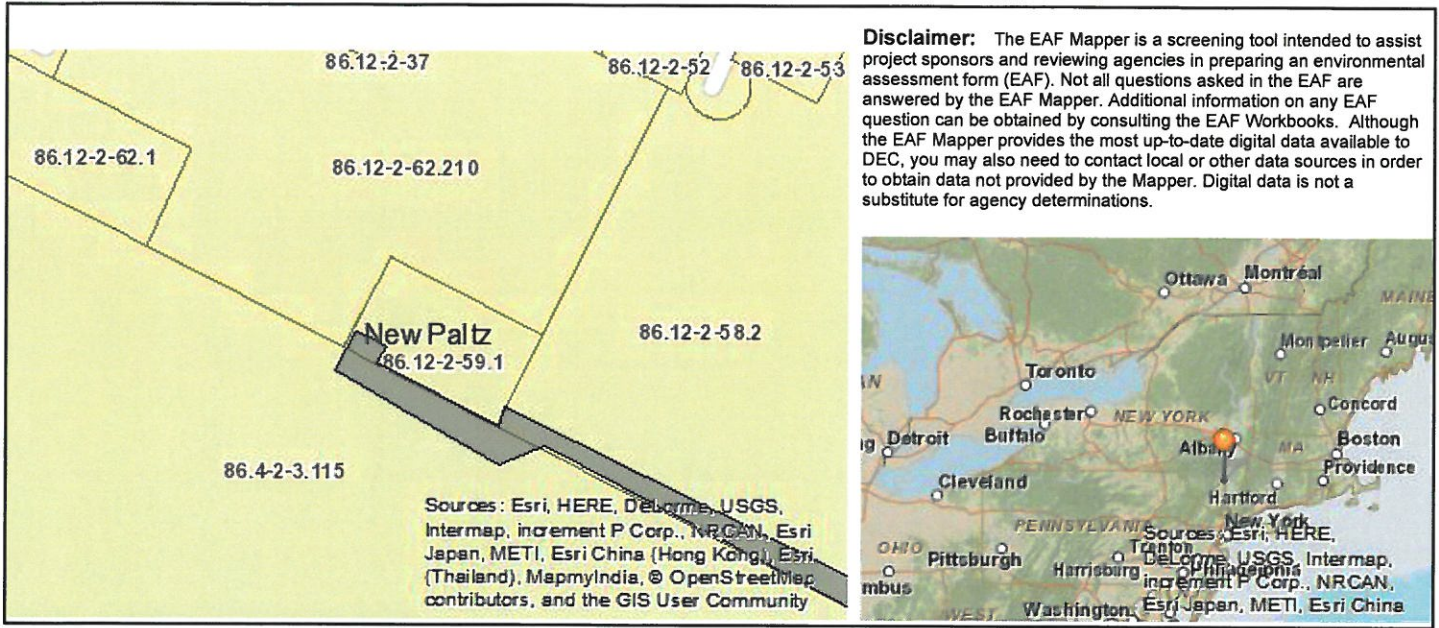 86.12-2-37
86.12-2-52
86.12-2-53
86.12-2-62.1
86.12-2-62.210
New Paltz
86.12-2-59.1
86.12-2-58.2
86.4-2-3.115
Sources: Esri, HERE, DeLorme, USGS,
Intermap, increment P Corp., NRCAN, Esri
Japan, METI, Esri China (Hong Kong), Esri
(Thailand), MapmyIndia, © OpenStreetMap
contributors, and the GIS User Community
Disclaimer: The EAF Mapper is a screening tool intended to assist
project sponsors and reviewing agencies in preparing an environmental
assessment form (EAF). Not all questions asked in the EAF are
answered by the EAF Mapper. Additional information on any EAF
question can be obtained by consulting the EAF Workbooks. Although
the EAF Mapper provides the most up-to-date digital data available to
DEC, you may also need to contact local or other data sources in order
to obtain data not provided by the Mapper. Digital data is not a
substitute for agency determinations.
Ottawa
Montréal
MAINE
Montpelier
Augu
VT
NH
Toronto
Concord
Rochester
NEW YORK
Detroit
Buffalo
Albany
MA
Boston
Providence
Cleveland
Hartford
PENNSYLVANIA
New York
OHIO
Pittsburgh
Trenton
Harrisburg
Philadelphia
mbus
WEST
Washington
Sources: Esri, HERE,
DeLorme, USGS, Intermap,
increment P Corp., NRCAN,
Esri Japan, METI, Esri China